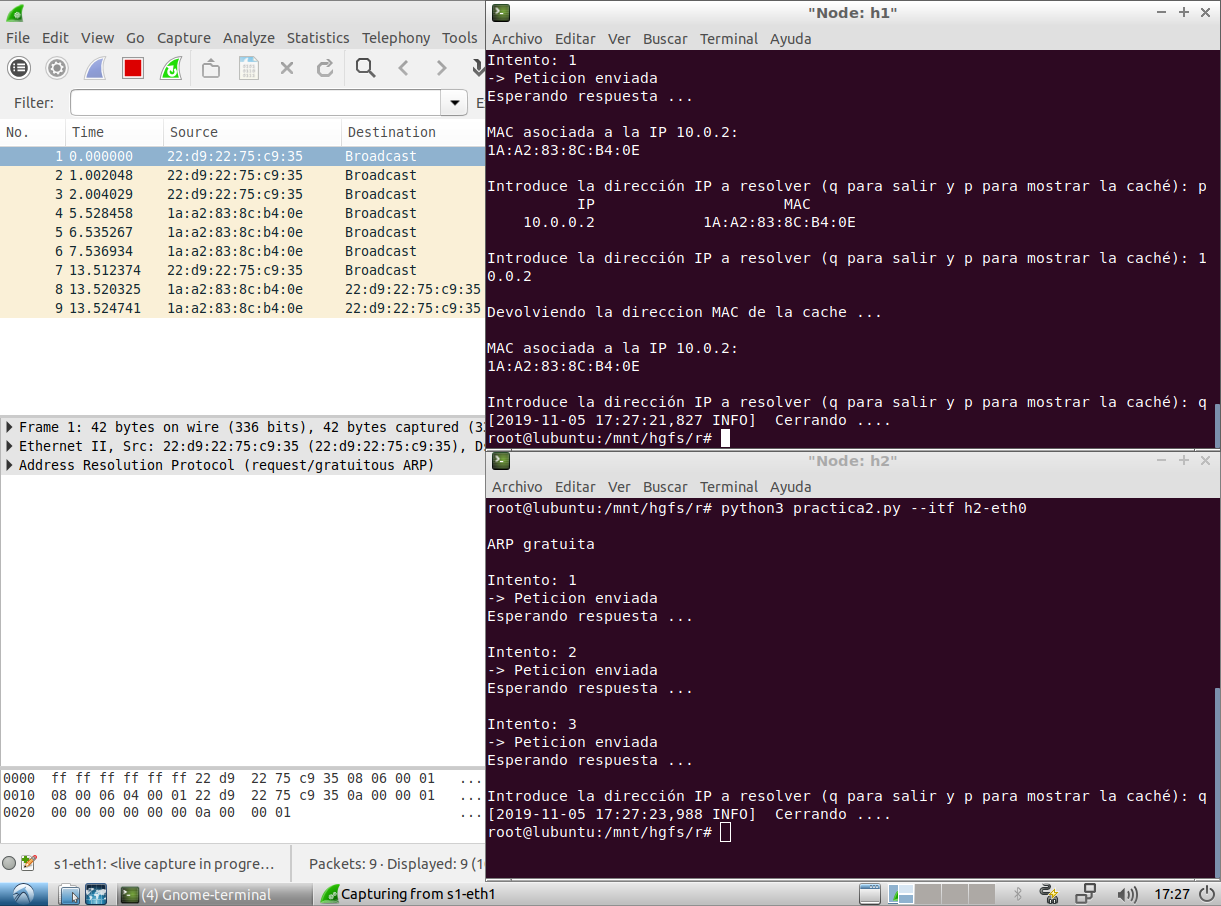 File Edit View Go Capture Analyze Statistics Telephony Tools
Filter:
No. Time Source Destination
1 0.000000 22:d9:22:75:c9:35 Broadcast
2 1.002048 22:d9:22:75:c9:35 Broadcast
3 2.004029 22:d9:22:75:c9:35 Broadcast
4 5.528458 1a:a2:83:8c:b4:0e Broadcast
5 6.535267 1a:a2:83:8c:b4:0e Broadcast
6 7.536934 1a:a2:83:8c:b4:0e Broadcast
7 13.512374 22:d9:22:75:c9:35 Broadcast
8 13.520325 1a:a2:83:8c:b4:0e 22:d9:22:75:c9:35
9 13.524741 1a:a2:83:8c:b4:0e 22:d9:22:75:c9:35
Frame 1: 42 bytes on wire (336 bits), 42 bytes captured (33
Ethernet II, Src: 22:d9:22:75:c9:35 (22:d9:22:75:c9:35), D
Address Resolution Protocol (request/gratuitous ARP)
0000 ff ff ff ff ff ff 22 d9 22 75 c9 35 08 06 00 01 ...
0010 08 00 06 04 00 01 22 d9 22 75 c9 35 0a 00 00 01 ...
0020 00 00 00 00 00 00 0a 00 00 01 ...
s1-eth1: <live capture in progre... Packets: 9 · Displayed: 9 (1
"Node: h1"
Archivo Editar Ver Buscar Terminal Ayuda
Intento: 1
-> Peticion enviada
Esperando respuesta ...
MAC asociada a la IP 10.0.2:
1A:A2:83:8C:B4:0E
Introduce la dirección IP a resolver (q para salir y p para mostrar la caché): p
IP MAC
10.0.0.2 1A:A2:83:8C:B4:0E
Introduce la dirección IP a resolver (q para salir y p para mostrar la caché): 1
0.0.2
Devolviendo la direccion MAC de la cache ...
MAC asociada a la IP 10.0.2:
1A:A2:83:8C:B4:0E
Introduce la dirección IP a resolver (q para salir y p para mostrar la caché): q
[2019-11-05 17:27:21,827 INFO] Cerrando ....
root@lubuntu:/mnt/hgfs/r#
"Node: h2"
Archivo Editar Ver Buscar Terminal Ayuda
root@lubuntu:/mnt/hgfs/r# python3 practica2.py --itf h2-eth0
ARP gratuita
Intento: 1
-> Peticion enviada
Esperando respuesta ...
Intento: 2
-> Peticion enviada
Esperando respuesta ...
Intento: 3
-> Peticion enviada
Esperando respuesta ...
Introduce la dirección IP a resolver (q para salir y p para mostrar la caché): q
[2019-11-05 17:27:23,988 INFO] Cerrando ....
root@lubuntu:/mnt/hgfs/r#
(4) Gnome-terminal Capturing from s1-eth1 17:27